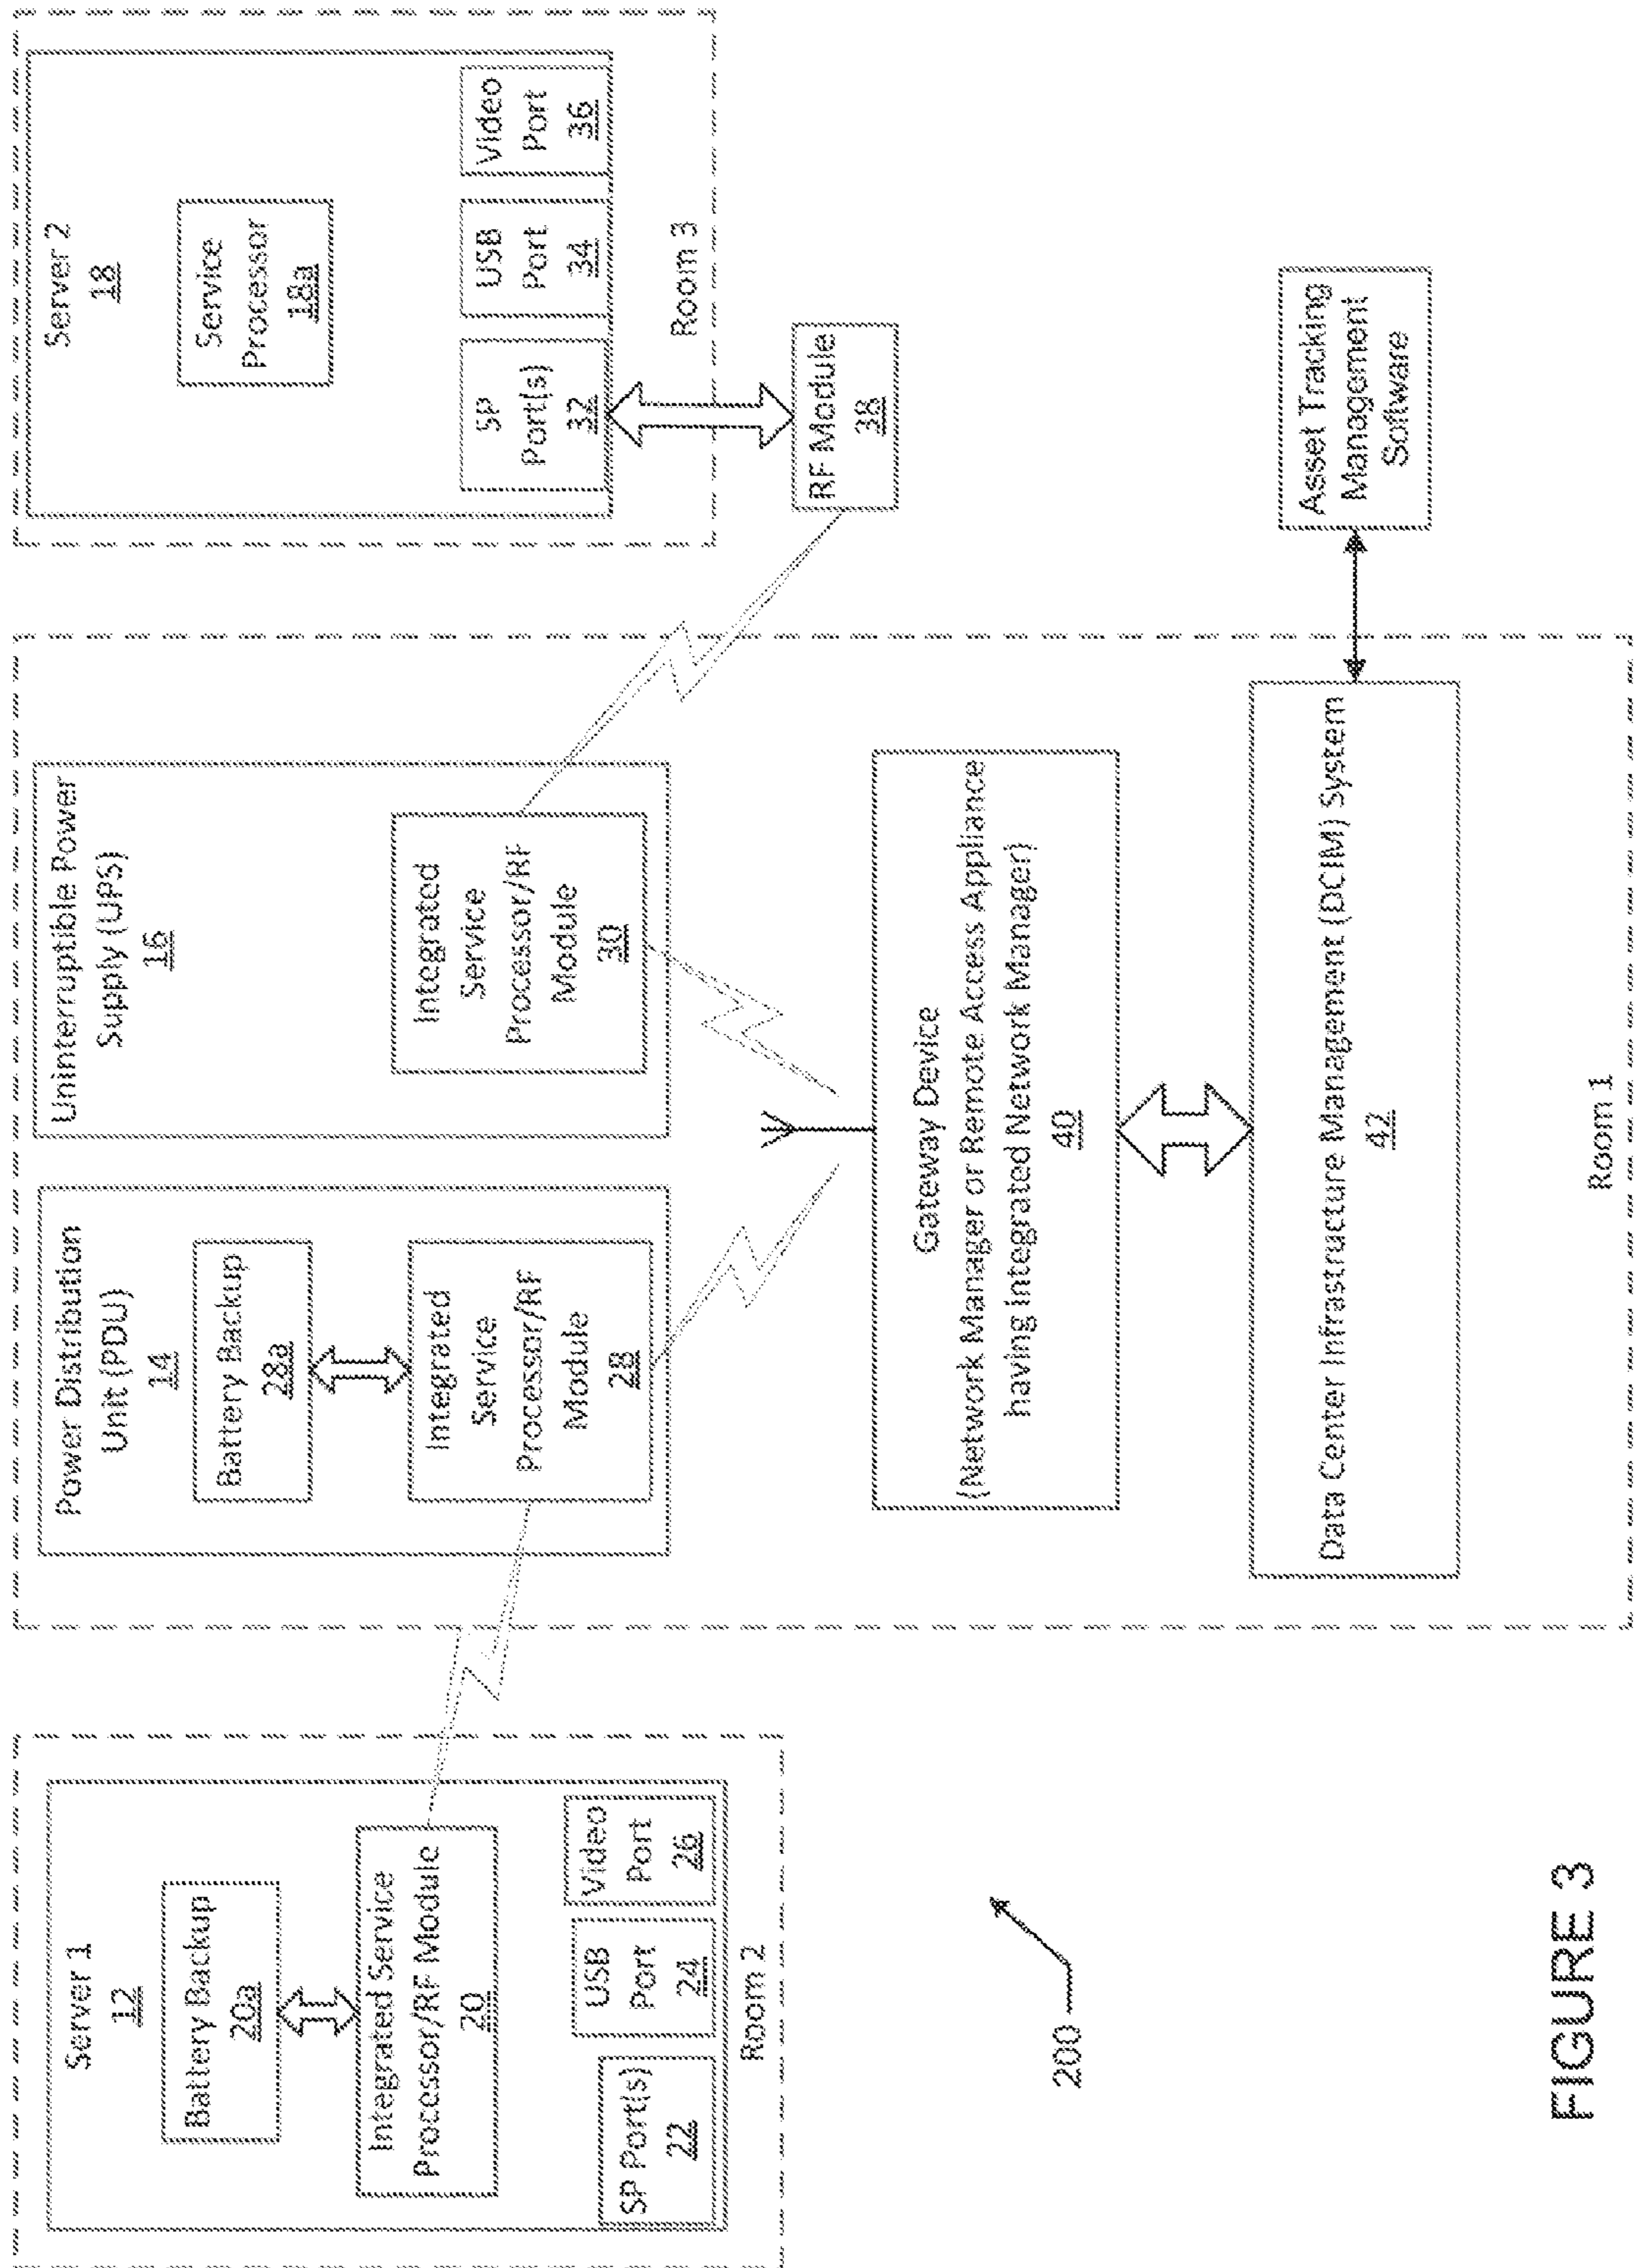 Server 1
12
Battery Backup
20a
Integrated Service
Processor/RF Module
20
SP Port(s)
22
USB
Port
24
Video
Port
26
Room 2
Power Distribution
Unit (PDU)
14
Battery Backup
28a
Integrated
Service
Processor/RF
Module
28
Uninterruptible Power
Supply (UPS)
16
Integrated
Service
Processor/RF
Module
30
Gateway Device
(Network Manager or Remote Access Appliance
having Integrated Network Manager)
40
Data Center Infrastructure Management (DCIM) System
42
Room 1
Server 2
18
Service
Processor
18a
SP
Port(s)
32
USB
Port
34
Video
Port
36
Room 3
RF Module
38
Asset Tracking
Management
Software
200
FIGURE 3